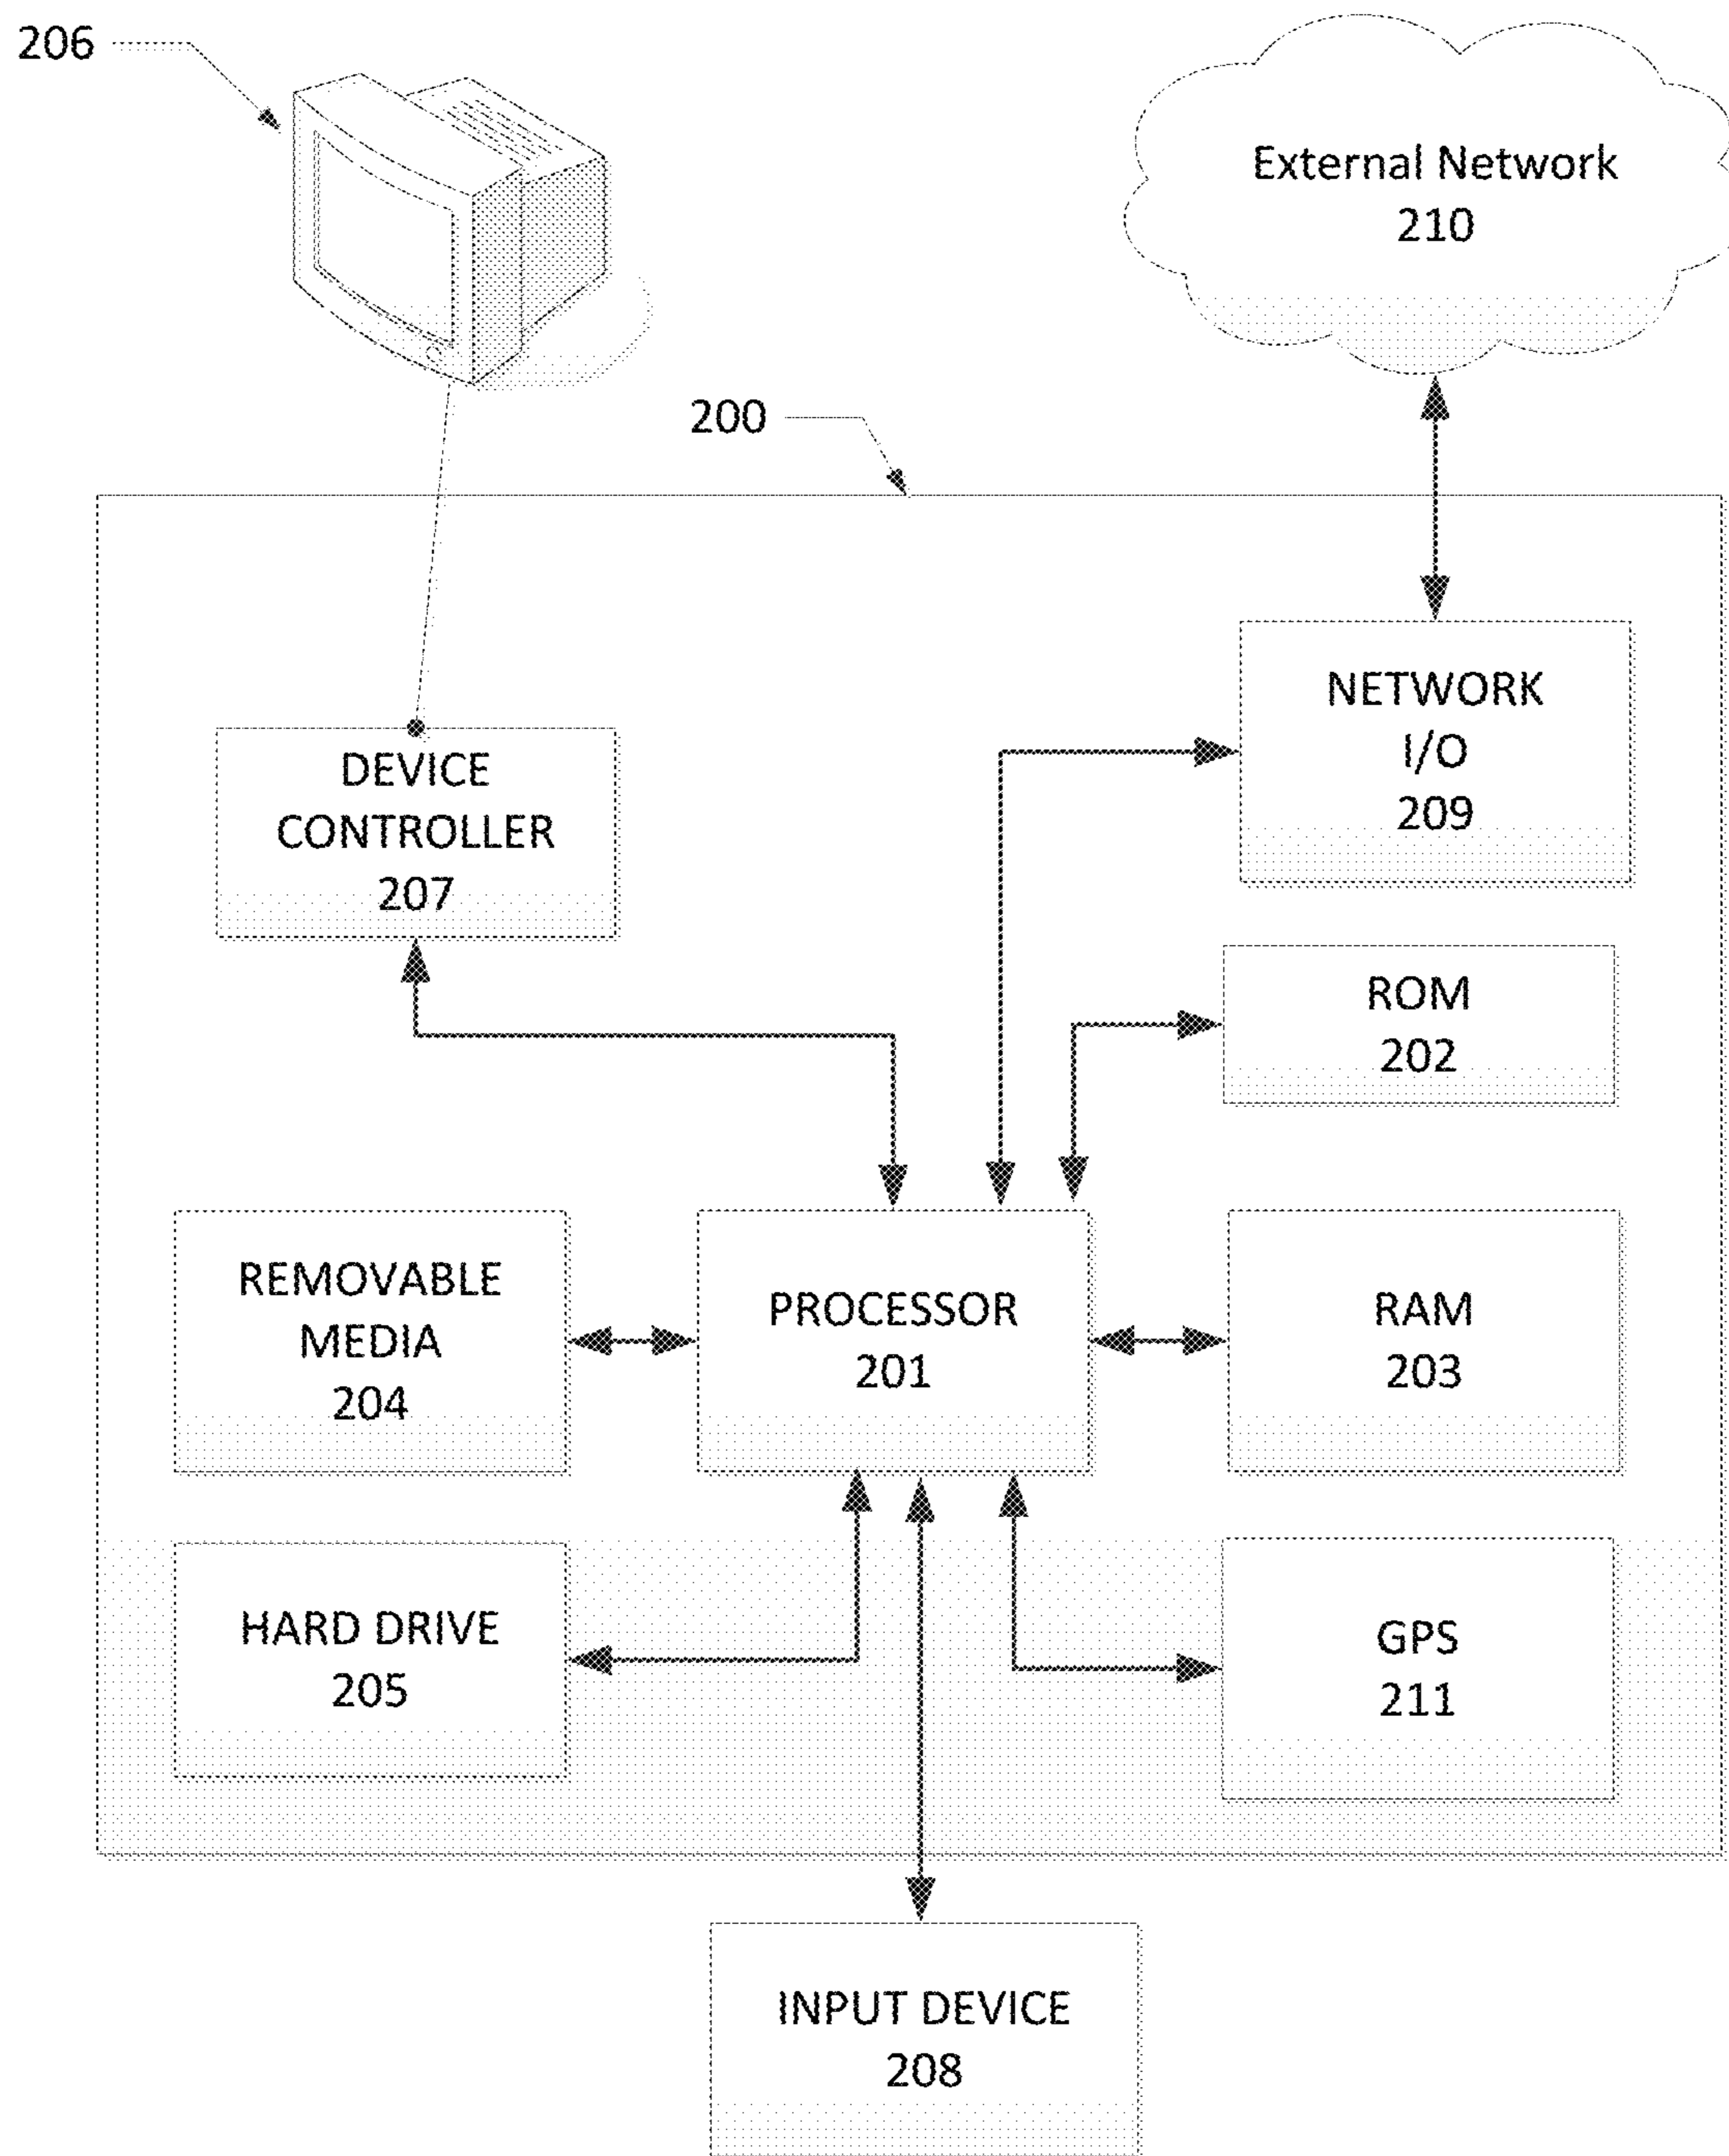 206
External Network
210
200
NETWORK
I/O
209
DEVICE
CONTROLLER
207
ROM
202
REMOVABLE
MEDIA
204
PROCESSOR
201
RAM
203
HARD DRIVE
205
GPS
211
INPUT DEVICE
208